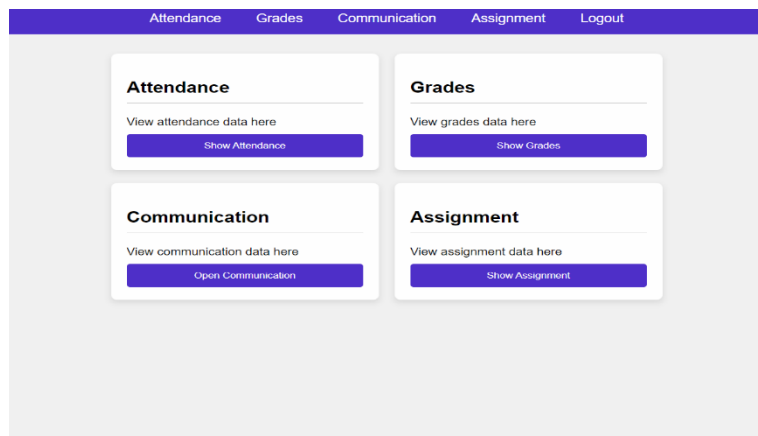 Attendance Grades Communication Assignment Logout
Attendance
View attendance data here
Show Attendance
Grades
View grades data here
Show Grades
Communication
View communication data here
Open Communication
Assignment
View assignment data here
Show Assignment